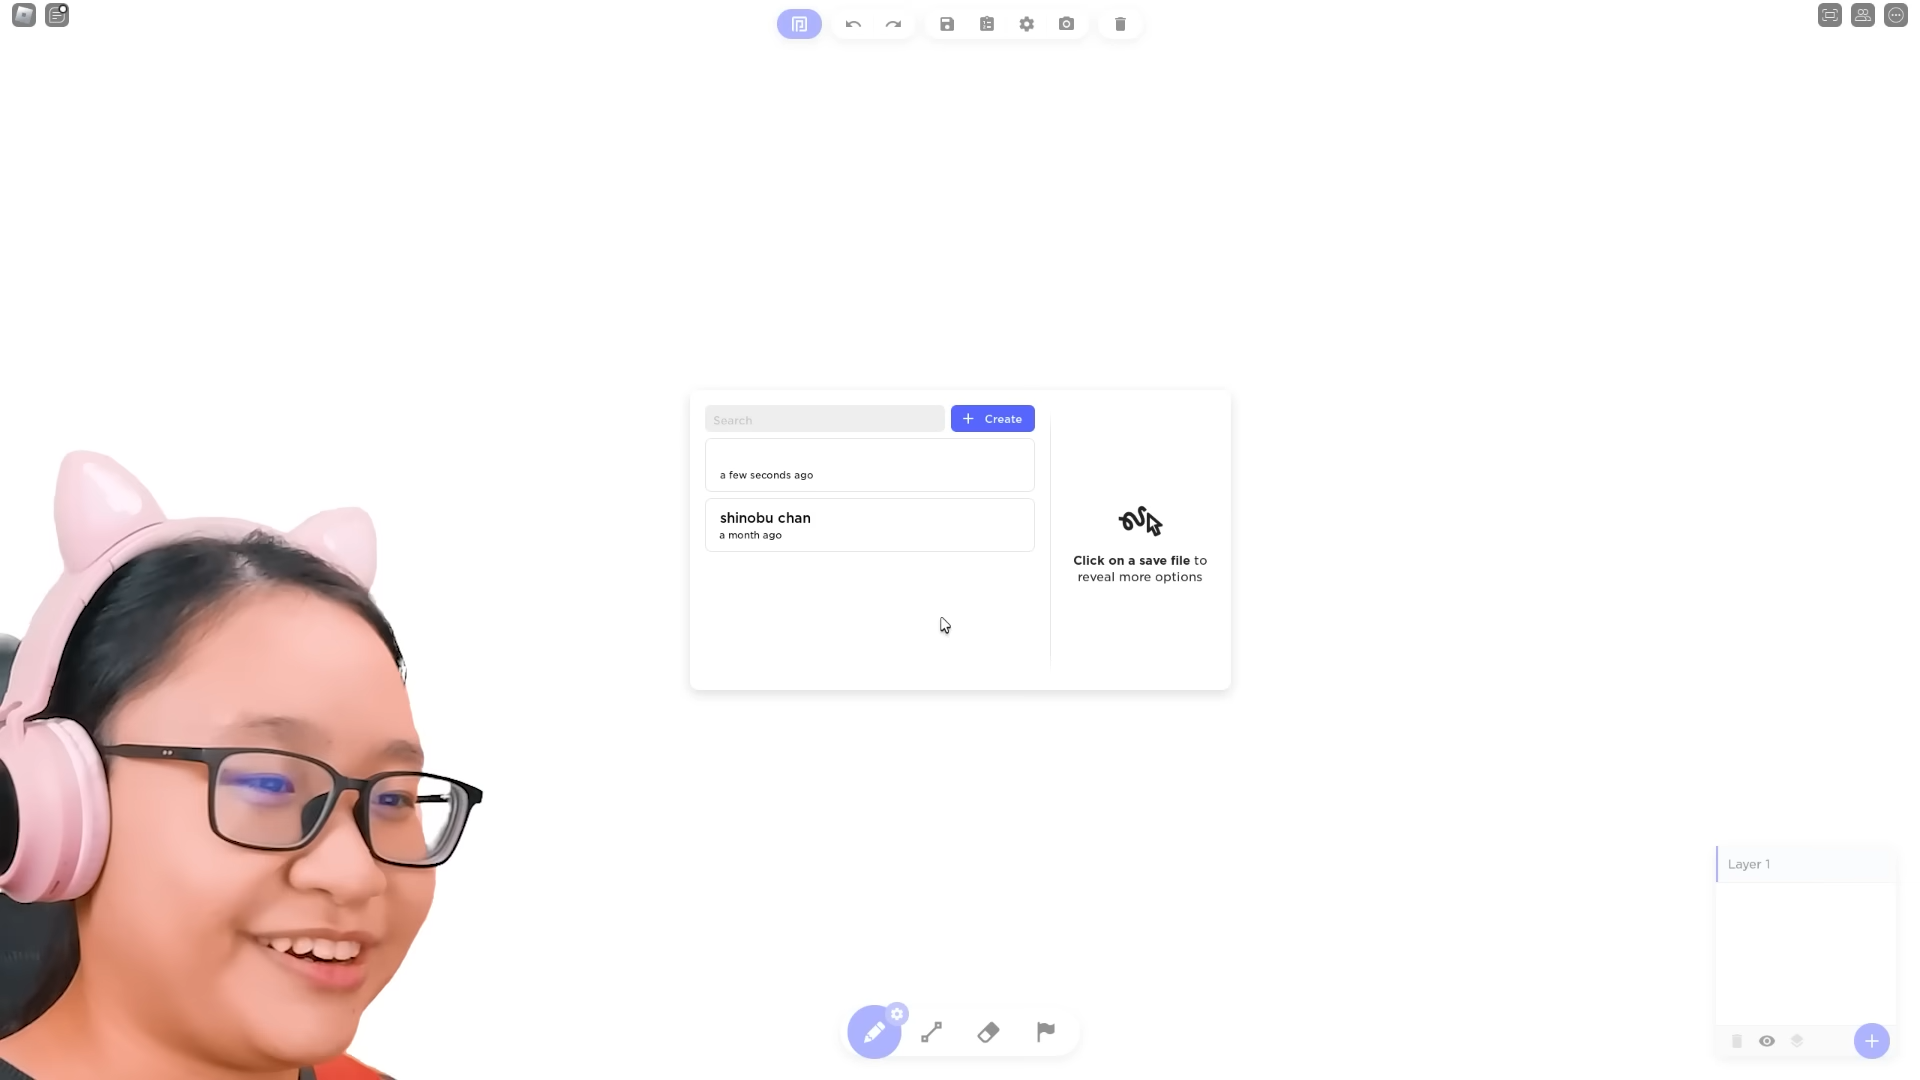 Search
Create
a few seconds ago
shinobu chan
a month ago
Click on a save file to
reveal more options
Layer 1